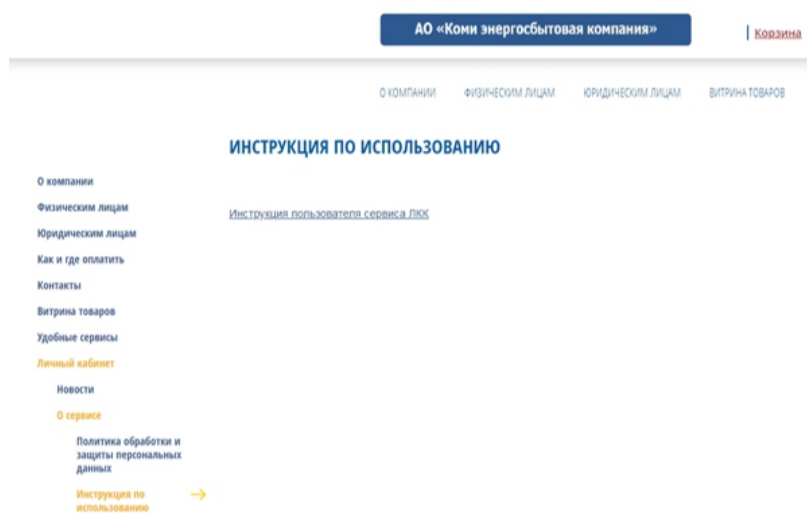 АО «Коми энергосбытовая компания»
Корзина
О КОМПАНИИ ФИЗИЧЕСКИМ ЛИЦАМ ЮРИДИЧЕСКИМ ЛИЦАМ ВИТРИНА ТОВАРОВ
ИНСТРУКЦИЯ ПО ИСПОЛЬЗОВАНИЮ
Инструкция пользователя сервиса ЛКК
О компании
Физическим лицам
Юридическим лицам
Как и где оплатить
Контакты
Витрина товаров
Удобные сервисы
Личный кабинет
Новости
О сервисе
Политика обработки и
защиты персональных
данных
Инструкция по
использованию